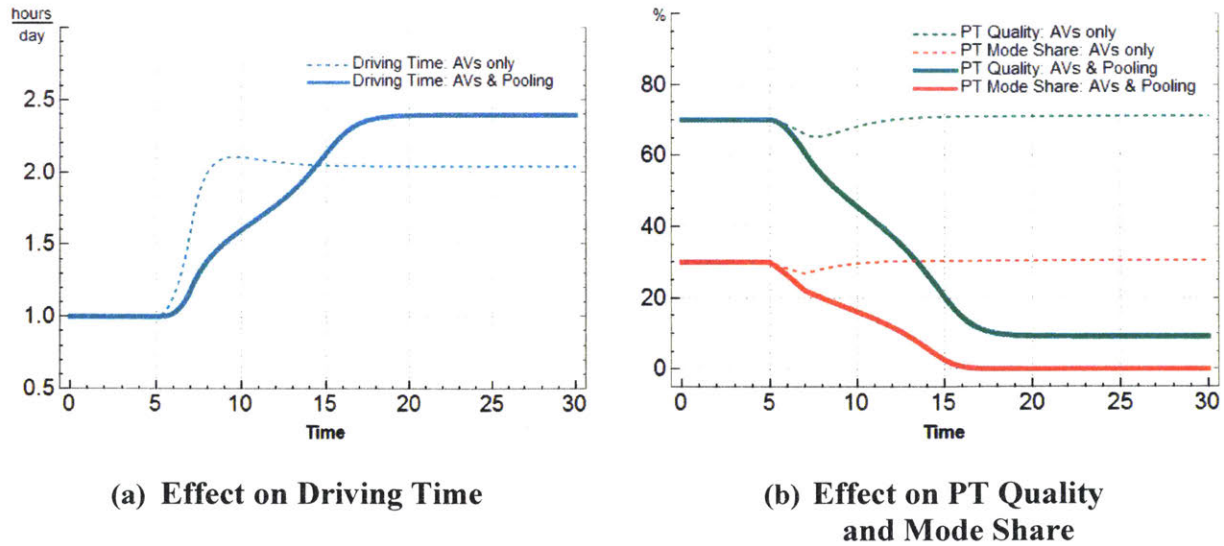 hours
day
Driving Time: AVs only
Driving Time: AVs & Pooling
2.5
2.0
1.5
1.0
0.5
0 5 10 15 20 25 30
Time
(a) Effect on Driving Time
%
PT Quality: AVs only
PT Mode Share: AVs only
PT Quality: AVs & Pooling
PT Mode Share: AVs & Pooling
80
60
40
20
0
0 5 10 15 20 25 30
Time
(b) Effect on PT Quality
and Mode Share